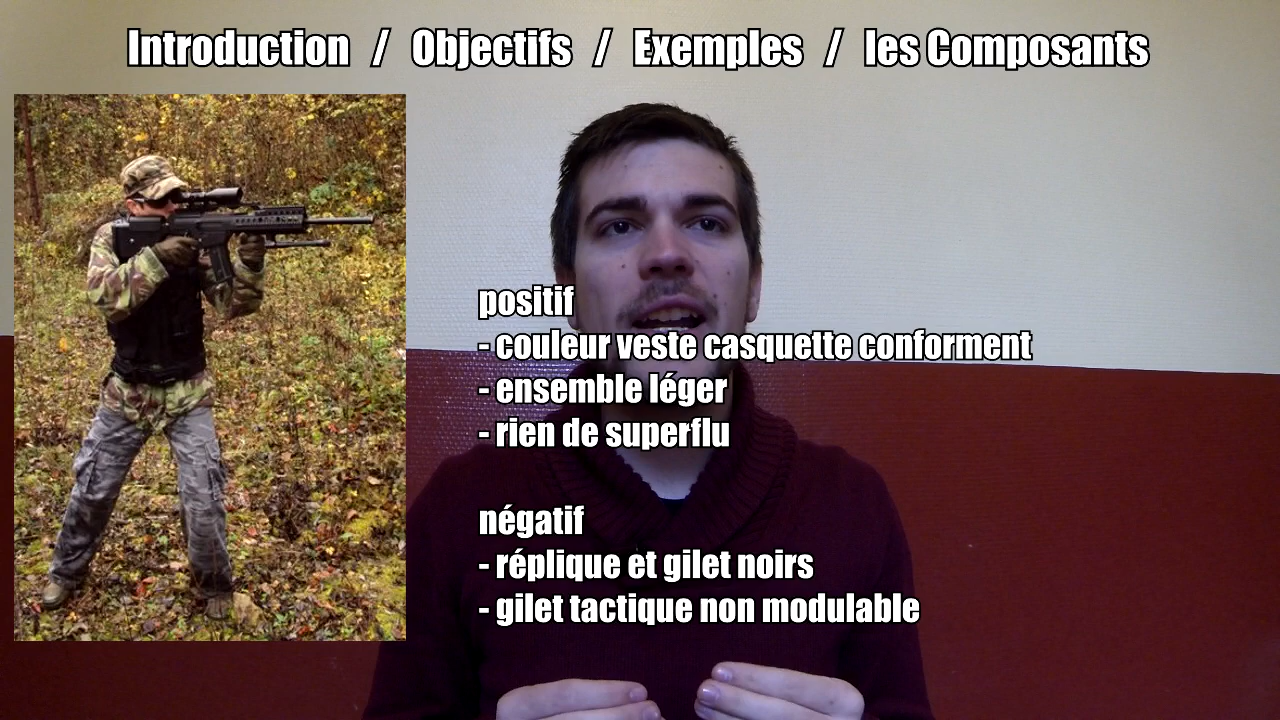 Introduction / Objectifs / Exemples / les Composants
positif
- couleur veste casquette conforment
- ensemble léger
- rien de superflu
négatif
- réplique et gilet noirs
- gilet tactique non modulable